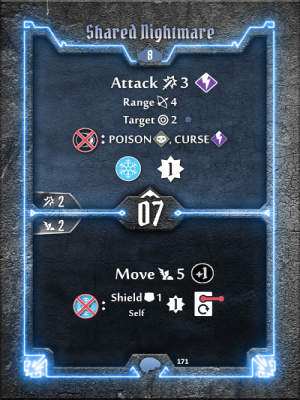 Shared Nightmare
8
Attack 3
Range 4
Target 2
: POISON , CURSE
1
2
07
2
Move 5 +1
: Shield 1 1
Self
171